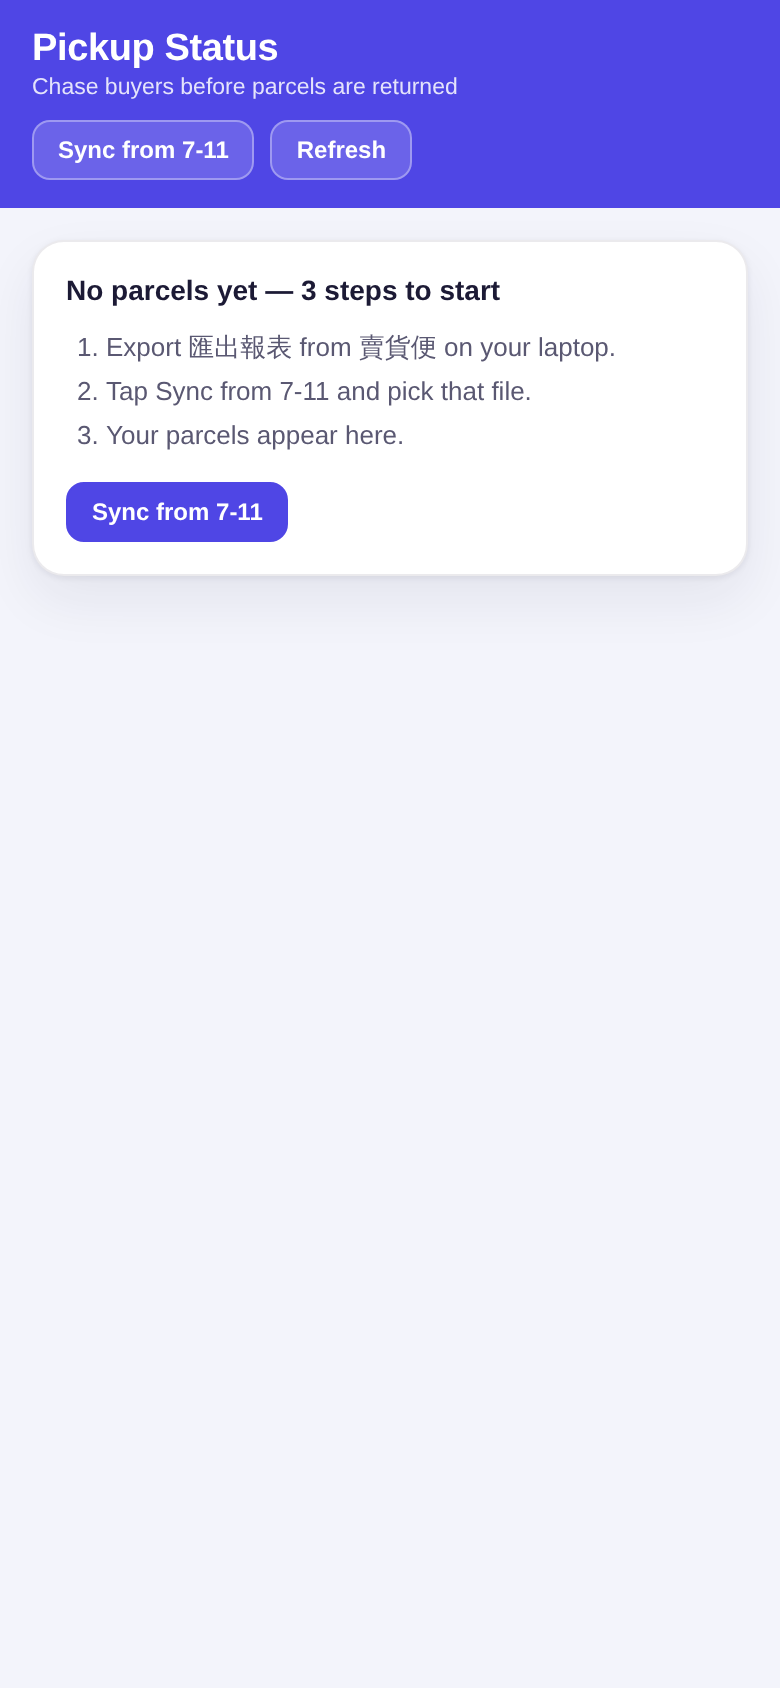 Pickup Status
Chase buyers before parcels are returned
Sync from 7-11
Refresh
No parcels yet — 3 steps to start
1. Export 匯出報表 from 賣貨便 on your laptop.
2. Tap Sync from 7-11 and pick that file.
3. Your parcels appear here.
Sync from 7-11